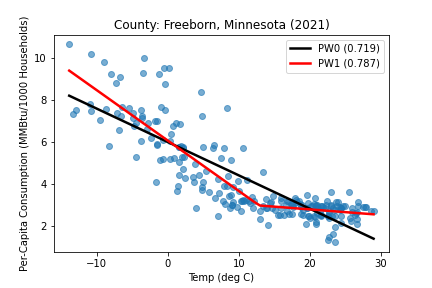 County: Freeborn, Minnesota (2021)
Per-Capita Consumption (MMBtu/1000 Households)
10
8
6
4
2
PW0 (0.719)
PW1 (0.787)
−10
0
10
20
30
Temp (deg C)